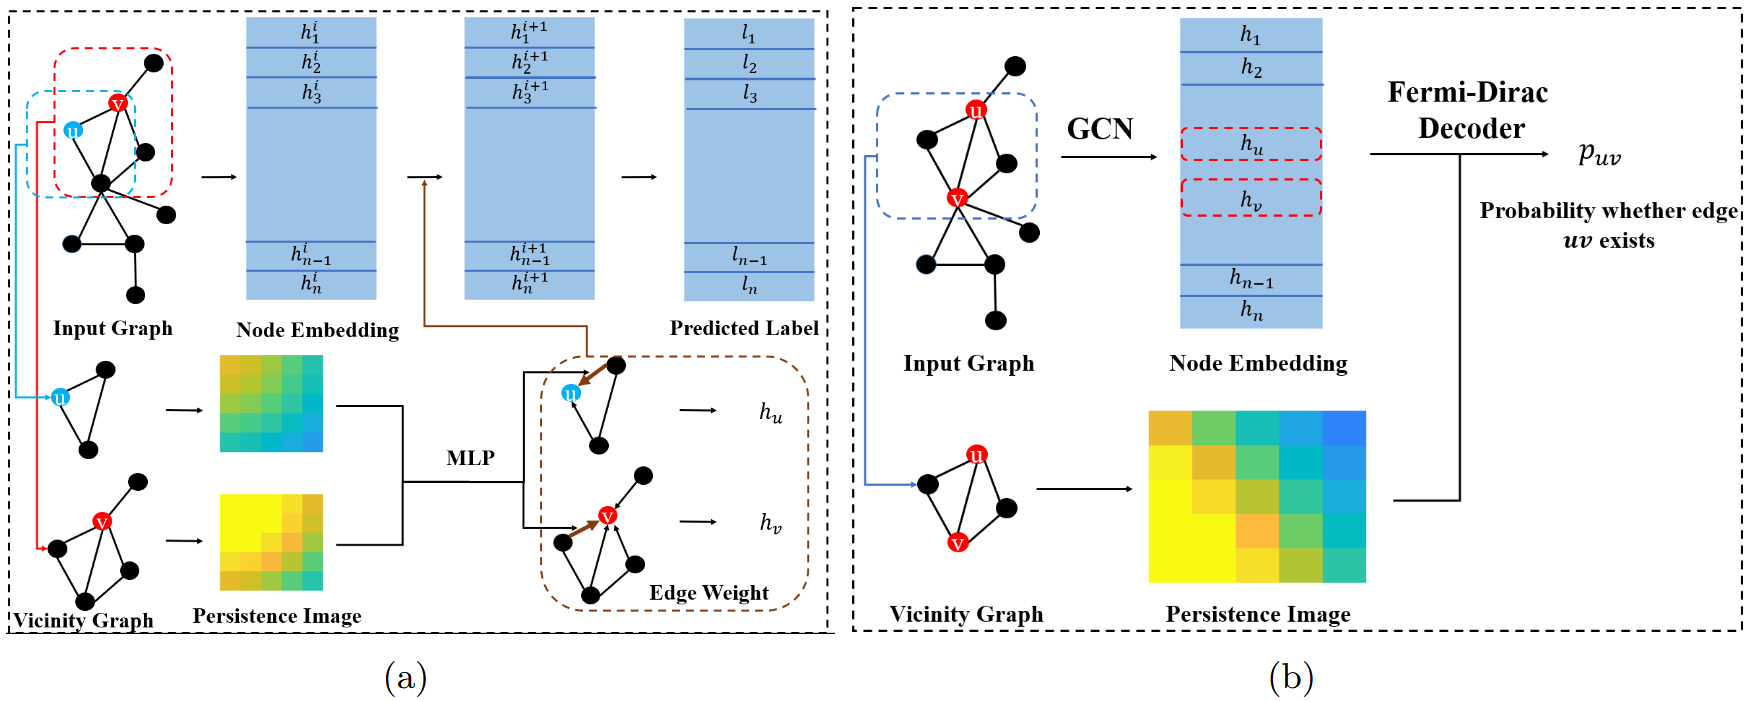 h_1^i
h_2^i
h_3^i
h_{n-1}^i
h_n^i
h_1^{i+1}
h_2^{i+1}
h_3^{i+1}
h_{n-1}^{i+1}
h_n^{i+1}
l_1
l_2
l_3
l_{n-1}
l_n
v
u
Input Graph
Node Embedding
Predicted Label
u
v
Vicinity Graph
Persistence Image
MLP
u
v
h_u
h_v
Edge Weight
(a)
u
v
Input Graph
GCN
h_1
h_2
h_u
h_v
h_{n-1}
h_n
Node Embedding
Fermi-Dirac
Decoder
p_{uv}
Probability whether edge
uv exists
u
v
Vicinity Graph
Persistence Image
(b)